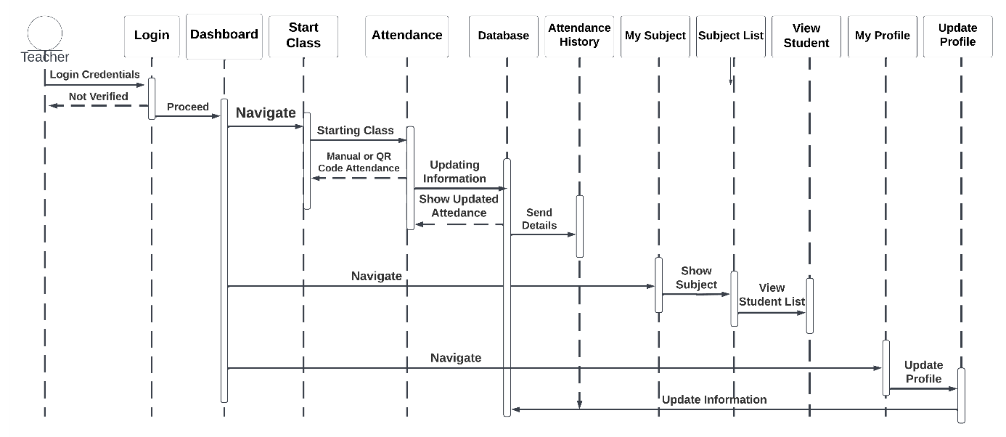 Teacher
Login
Dashboard
Start
Class
Attendance
Database
Attendance
History
My Subject
Subject List
View
Student
My Profile
Update
Profile
Login Credentials
Not Verified
Proceed
Navigate
Starting Class
Manual or QR
Code Attendance
Updating
Information
Show Updated
Attedance
Send
Details
Navigate
Show
Subject
View
Student List
Navigate
Update
Profile
Update Information